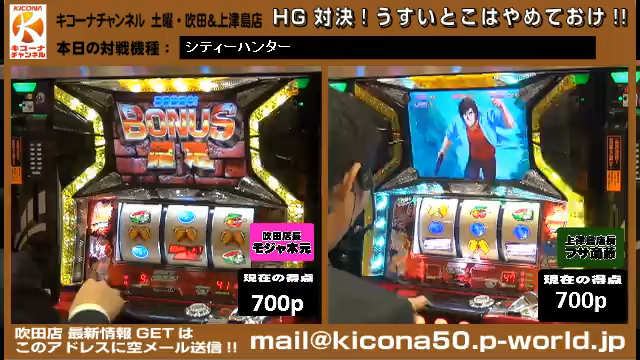 KICONA
キコーナ
チャンネル
キコーナチャンネル 土曜・吹田&上津島店 HG 対決！うすいとこはやめておけ !!
本日の対戦機種： シティーハンター
BONUS
吹田店長
モジャ木元
現在の得点
700p
上津島店長
現在の得点
700p
吹田店 最新情報 GET は
このアドレスに空メール送信 !!
mail@kicona50.p-world.jp